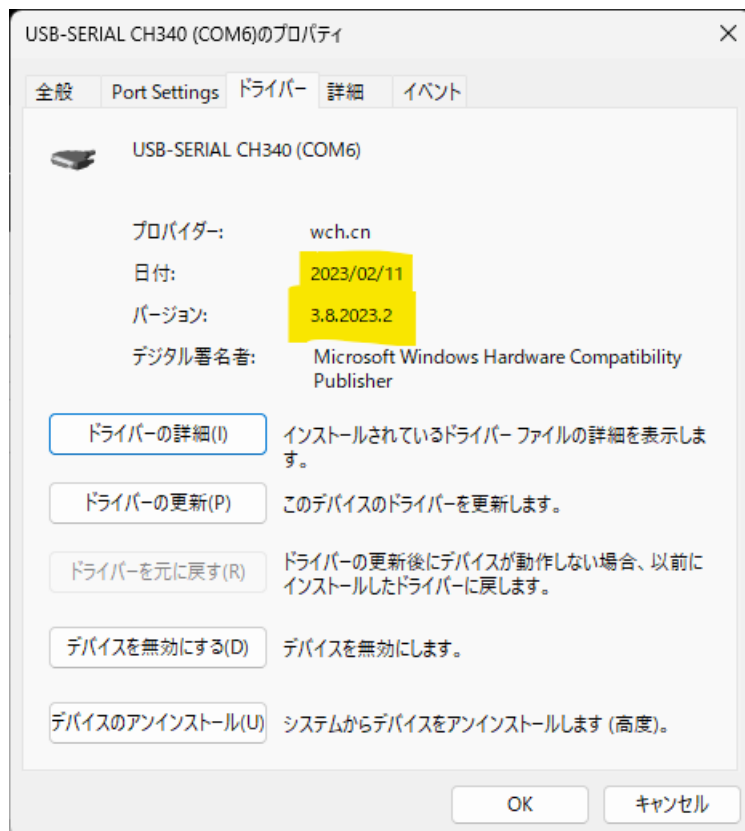 USB-SERIAL CH340 (COM6)のプロパティ
全般 Port Settings ドライバー 詳細 イベント
USB-SERIAL CH340 (COM6)
プロバイダー: wch.cn
日付: 2023/02/11
バージョン: 3.8.2023.2
デジタル署名者: Microsoft Windows Hardware Compatibility
Publisher
ドライバーの詳細(I) インストールされているドライバー ファイルの詳細を表示しま
す。
ドライバーの更新(P) このデバイスのドライバーを更新します。
ドライバーを元に戻す(R) ドライバーの更新後にデバイスが動作しない場合、以前に
インストールしたドライバーに戻します。
デバイスを無効にする(D) デバイスを無効にします。
デバイスのアンインストール(U) システムからデバイスをアンインストールします (高度)。
OK キャンセル